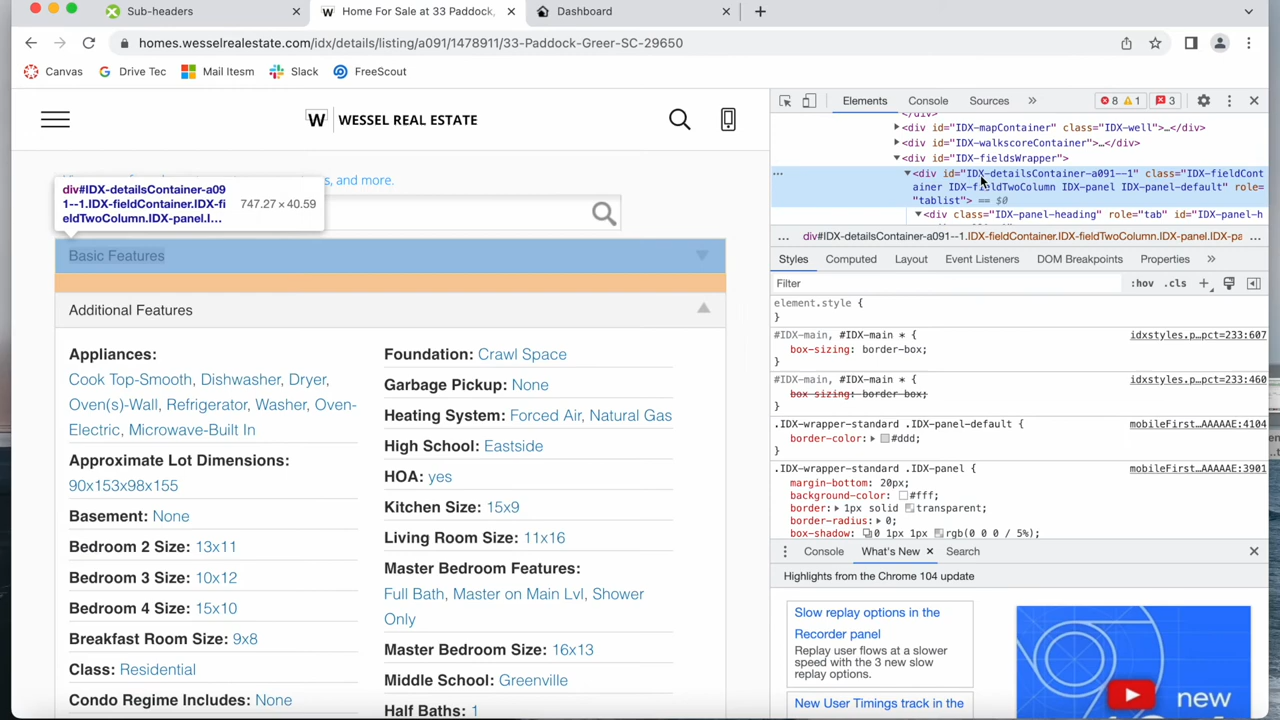 Sub-headers
Home For Sale at 33 Paddock,
Dashboard
homes.wesselrealestate.com/idx/details/listing/a091/1478911/33-Paddock-Greer-SC-29650
Canvas
Drive Tec
Mail Itesm
Slack
FreeScout
W WESSEL REAL ESTATE
s, and more.
div#IDX-detailsContainer-a09
1--1.IDX-fieldContainer.IDX-fi
eldTwoColumn.IDX-panel.I...
747.27 × 40.59
Basic Features
Additional Features
Appliances:
Cook Top-Smooth, Dishwasher, Dryer,
Oven(s)-Wall, Refrigerator, Washer, Oven-
Electric, Microwave-Built In
Approximate Lot Dimensions:
90x153x98x155
Basement: None
Bedroom 2 Size: 13x11
Bedroom 3 Size: 10x12
Bedroom 4 Size: 15x10
Breakfast Room Size: 9x8
Class: Residential
Condo Regime Includes: None
Foundation: Crawl Space
Garbage Pickup: None
Heating System: Forced Air, Natural Gas
High School: Eastside
HOA: yes
Kitchen Size: 15x9
Living Room Size: 11x16
Master Bedroom Features:
Full Bath, Master on Main Lvl, Shower
Only
Master Bedroom Size: 16x13
Middle School: Greenville
Half Baths: 1
Elements Console Sources » 8 1 3
</div>
<div id="IDX-mapContainer" class="IDX-well">…</div>
<div id="IDX-walkscoreContainer">…</div>
<div id="IDX-fieldsWrapper">
<div id="IDX-detailsContainer-a091--1" class="IDX-fieldCont
ainer IDX-fieldTwoColumn IDX-panel IDX-panel-default" role=
"tablist"> == $0
<div class="IDX-panel-heading" role="tab" id="IDX-panel-h
... div#IDX-detailsContainer-a091--1.IDX-fieldContainer.IDX-fieldTwoColumn.IDX-panel.IDX-pa ...
Styles Computed Layout Event Listeners DOM Breakpoints Properties »
Filter :hov .cls +
element.style {
}
#IDX-main, #IDX-main * { idxstyles.p…pct=233:607
box-sizing: border-box;
}
#IDX-main, #IDX-main * { idxstyles.p…pct=233:460
box-sizing: border-box;
}
.IDX-wrapper-standard .IDX-panel-default { mobileFirst…AAAAAE:4104
border-color: #ddd;
}
.IDX-wrapper-standard .IDX-panel { mobileFirst…AAAAAE:3901
margin-bottom: 20px;
background-color: #fff;
border: 1px solid transparent;
border-radius: 0;
box-shadow: 0 1px 1px rgb(0 0 0 / 5%);
Console What's New × Search
Highlights from the Chrome 104 update
Slow replay options in the
Recorder panel
Replay user flows at a slower
speed with the 3 new slow
replay options.
New User Timings track in the
new